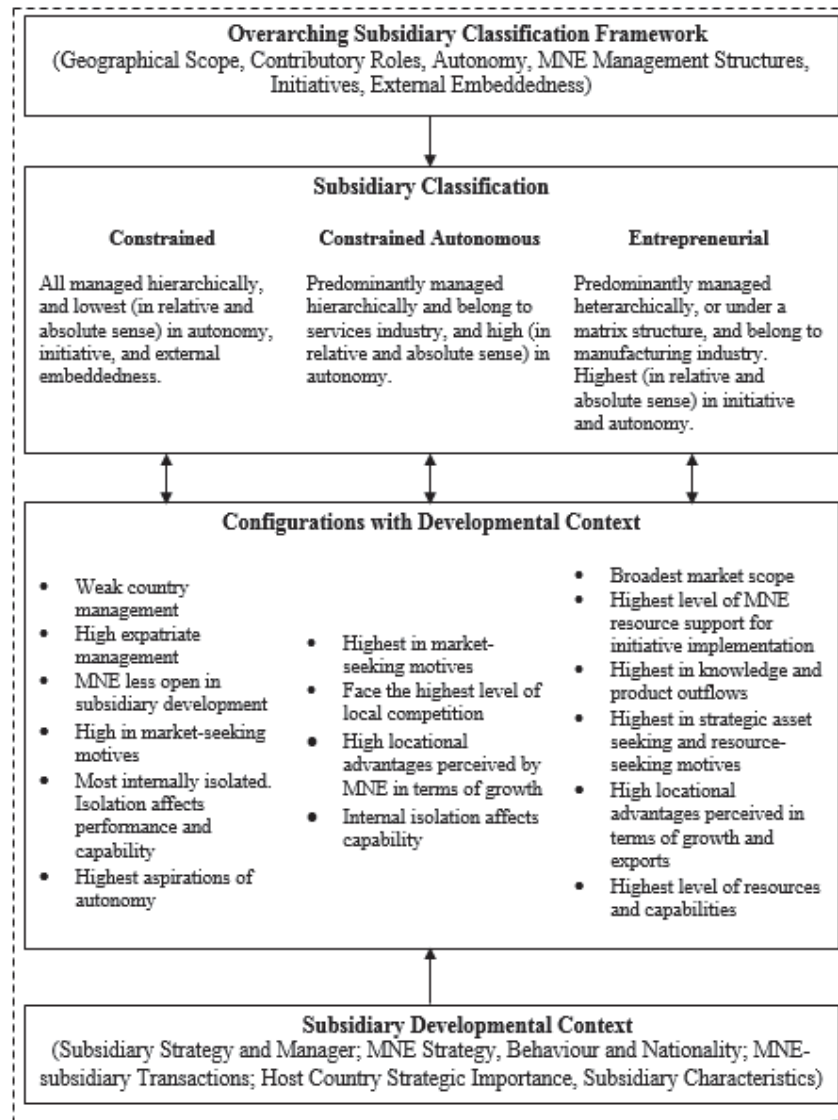 Overarching Subsidiary Classification Framework
(Geographical Scope, Contributory Roles, Autonomy, MNE Management Structures,
Initiatives, External Embeddedness)
Subsidiary Classification
Constrained
All managed hierarchically,
and lowest (in relative and
absolute sense) in autonomy,
initiative, and external
embeddedness.
Constrained Autonomous
Predominantly managed
hierarchically and belong to
services industry, and high (in
relative and absolute sense) in
autonomy.
Entrepreneurial
Predominantly managed
heterarchically, or under a
matrix structure, and belong to
manufacturing industry.
Highest (in relative and
absolute sense) in initiative
and autonomy.
Configurations with Developmental Context
• Weak country
management
• High expatriate
management
• MNE less open in
subsidiary development
• High in market-seeking
motives
• Most internally isolated.
Isolation affects
performance and
capability
• Highest aspirations of
autonomy
• Highest in market-
seeking motives
• Face the highest level of
local competition
• High locational
advantages perceived by
MNE in terms of growth
• Internal isolation affects
capability
• Broadest market scope
• Highest level of MNE
resource support for
initiative implementation
• Highest in knowledge and
product outflows
• Highest in strategic asset
seeking and resource-
seeking motives
• High locational
advantages perceived in
terms of growth and
exports
• Highest level of resources
and capabilities
Subsidiary Developmental Context
(Subsidiary Strategy and Manager; MNE Strategy, Behaviour and Nationality; MNE-
subsidiary Transactions; Host Country Strategic Importance, Subsidiary Characteristics)